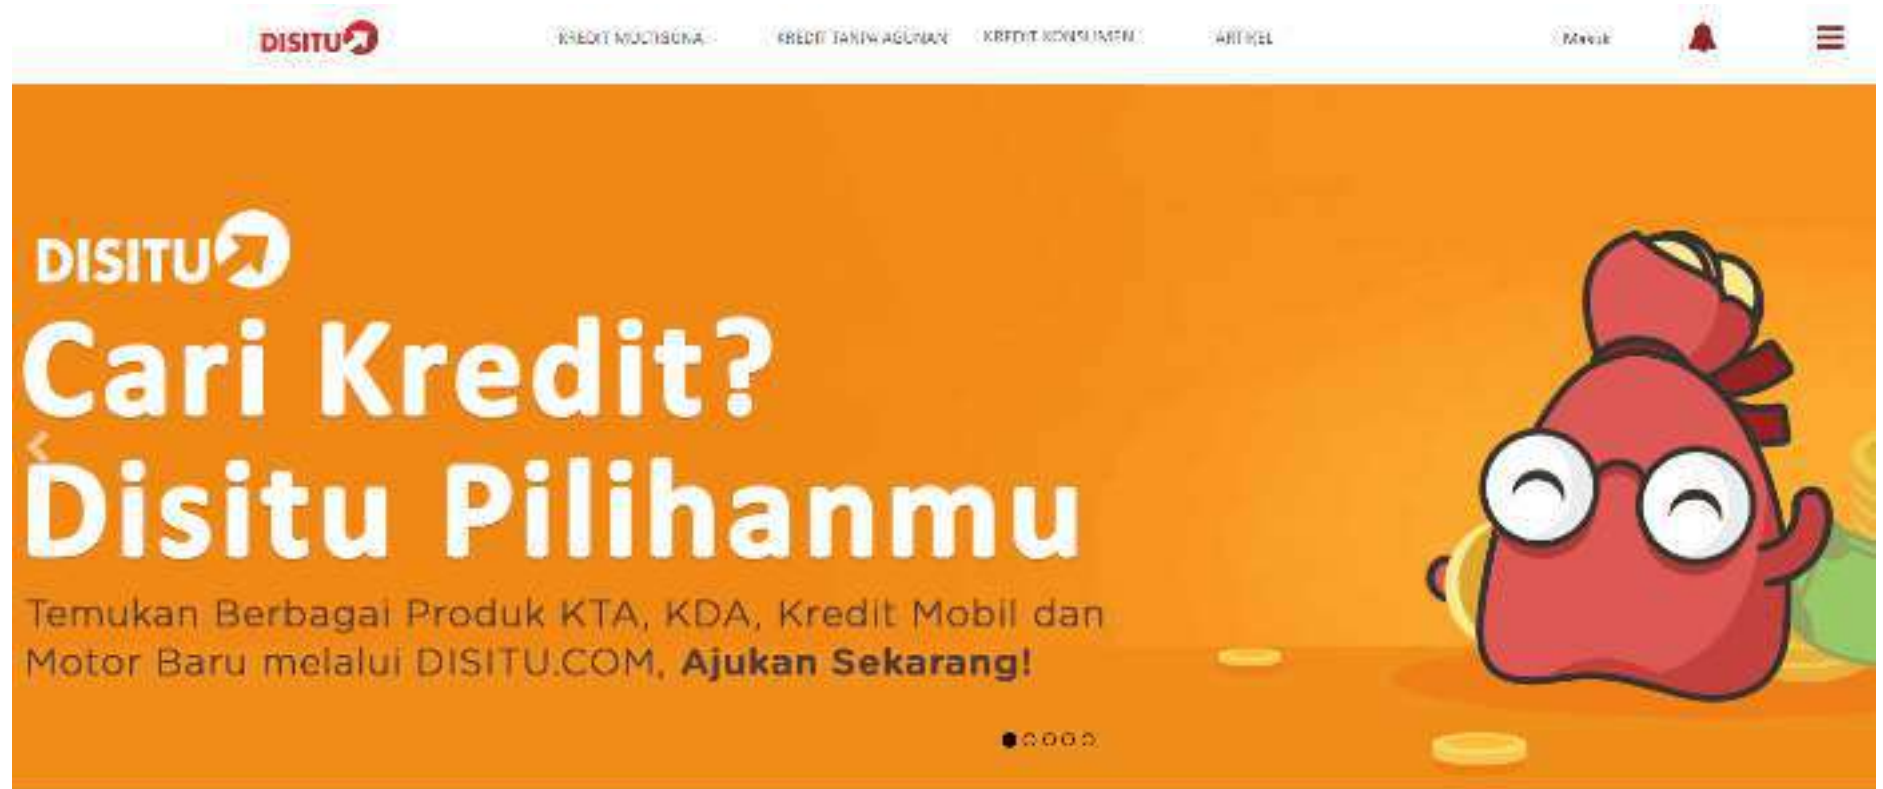 DISITU
KREDIT MULTIGUNA
KREDIT TANPA AGUNAN
KREDIT KONSUMEN
ARTIKEL
Masuk
DISITU
Cari Kredit?
Disitu Pilihanmu
Temukan Berbagai Produk KTA, KDA, Kredit Mobil dan
Motor Baru melalui DISITU.COM, Ajukan Sekarang!